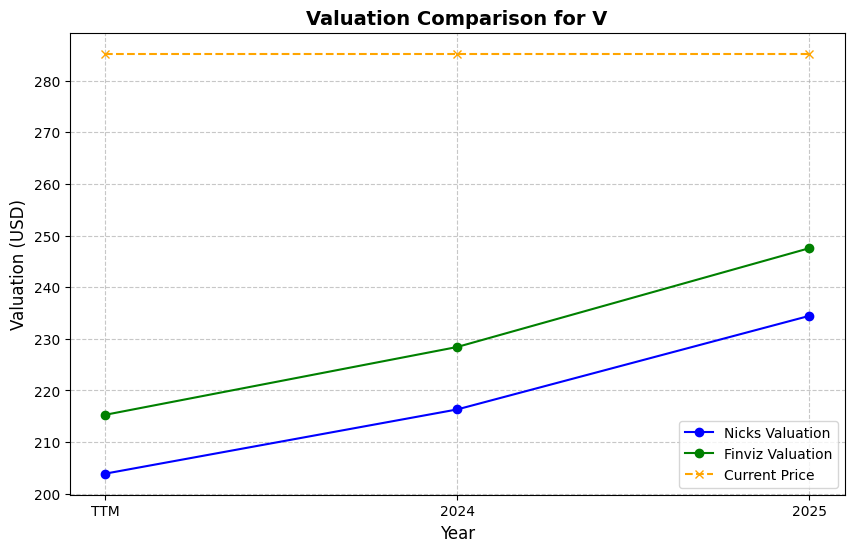 Valuation Comparison for V
Valuation (USD)
280
270
260
250
240
230
220
210
200
TTM
2024
2025
Year
Nicks Valuation
Finviz Valuation
Current Price